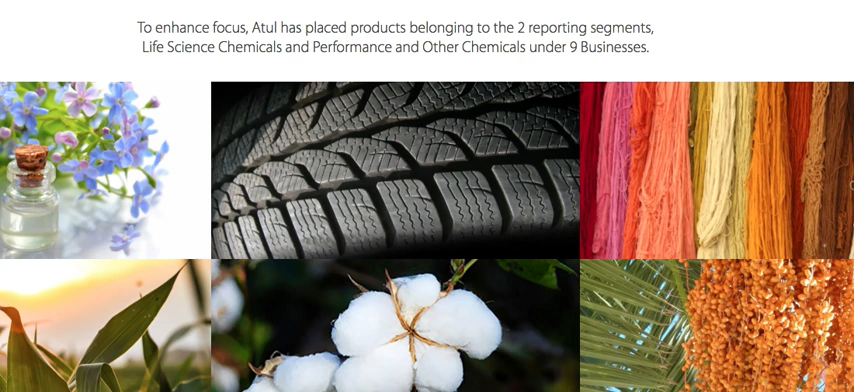 To enhance focus, Atul has placed products belonging to the 2 reporting segments,
Life Science Chemicals and Performance and Other Chemicals under 9 Businesses.